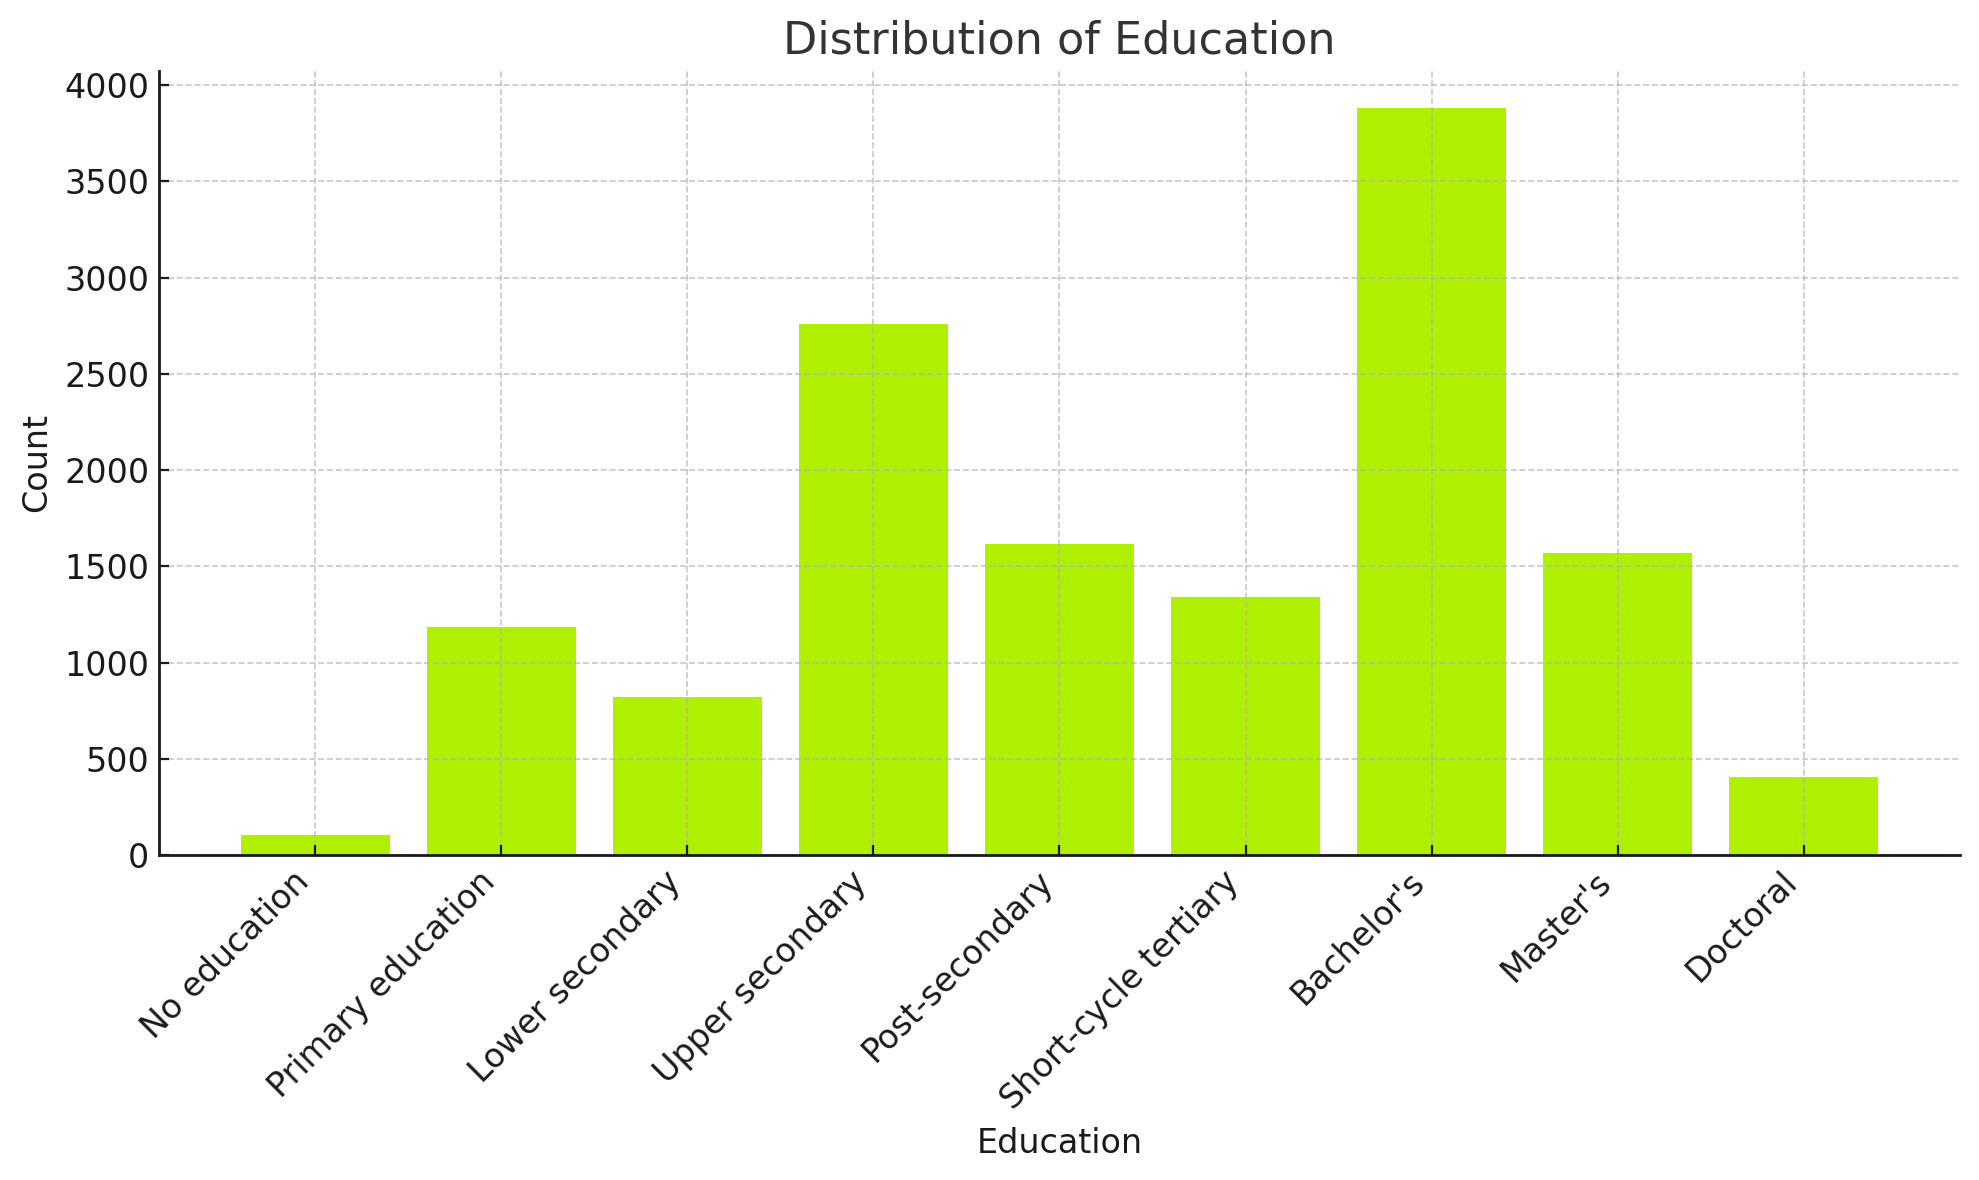 Distribution of Education
4000
3500
3000
2500
2000
1500
1000
500
0
Count
No education
Primary education
Lower secondary
Upper secondary
Post-secondary
Short-cycle tertiary
Bachelor's
Master's
Doctoral
Education